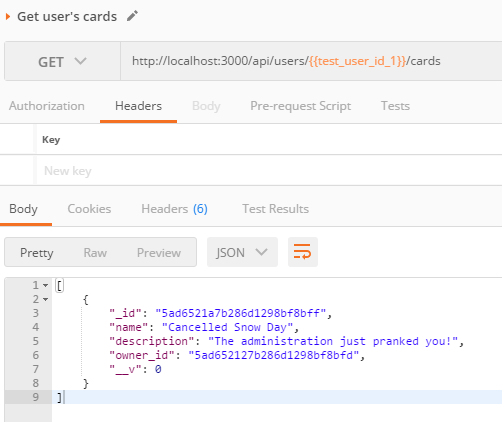 Get user's cards
GET http://localhost:3000/api/users/{{test_user_id_1}}/cards
Authorization Headers Body Pre-request Script Tests
Key
New key
Body Cookies Headers (6) Test Results
Pretty Raw Preview JSON
1 [
2 {
3 "_id": "5ad6521a7b286d1298bf8bff",
4 "name": "Cancelled Snow Day",
5 "description": "The administration just pranked you!",
6 "owner_id": "5ad652127b286d1298bf8bfd",
7 "__v": 0
8 }
9 ]